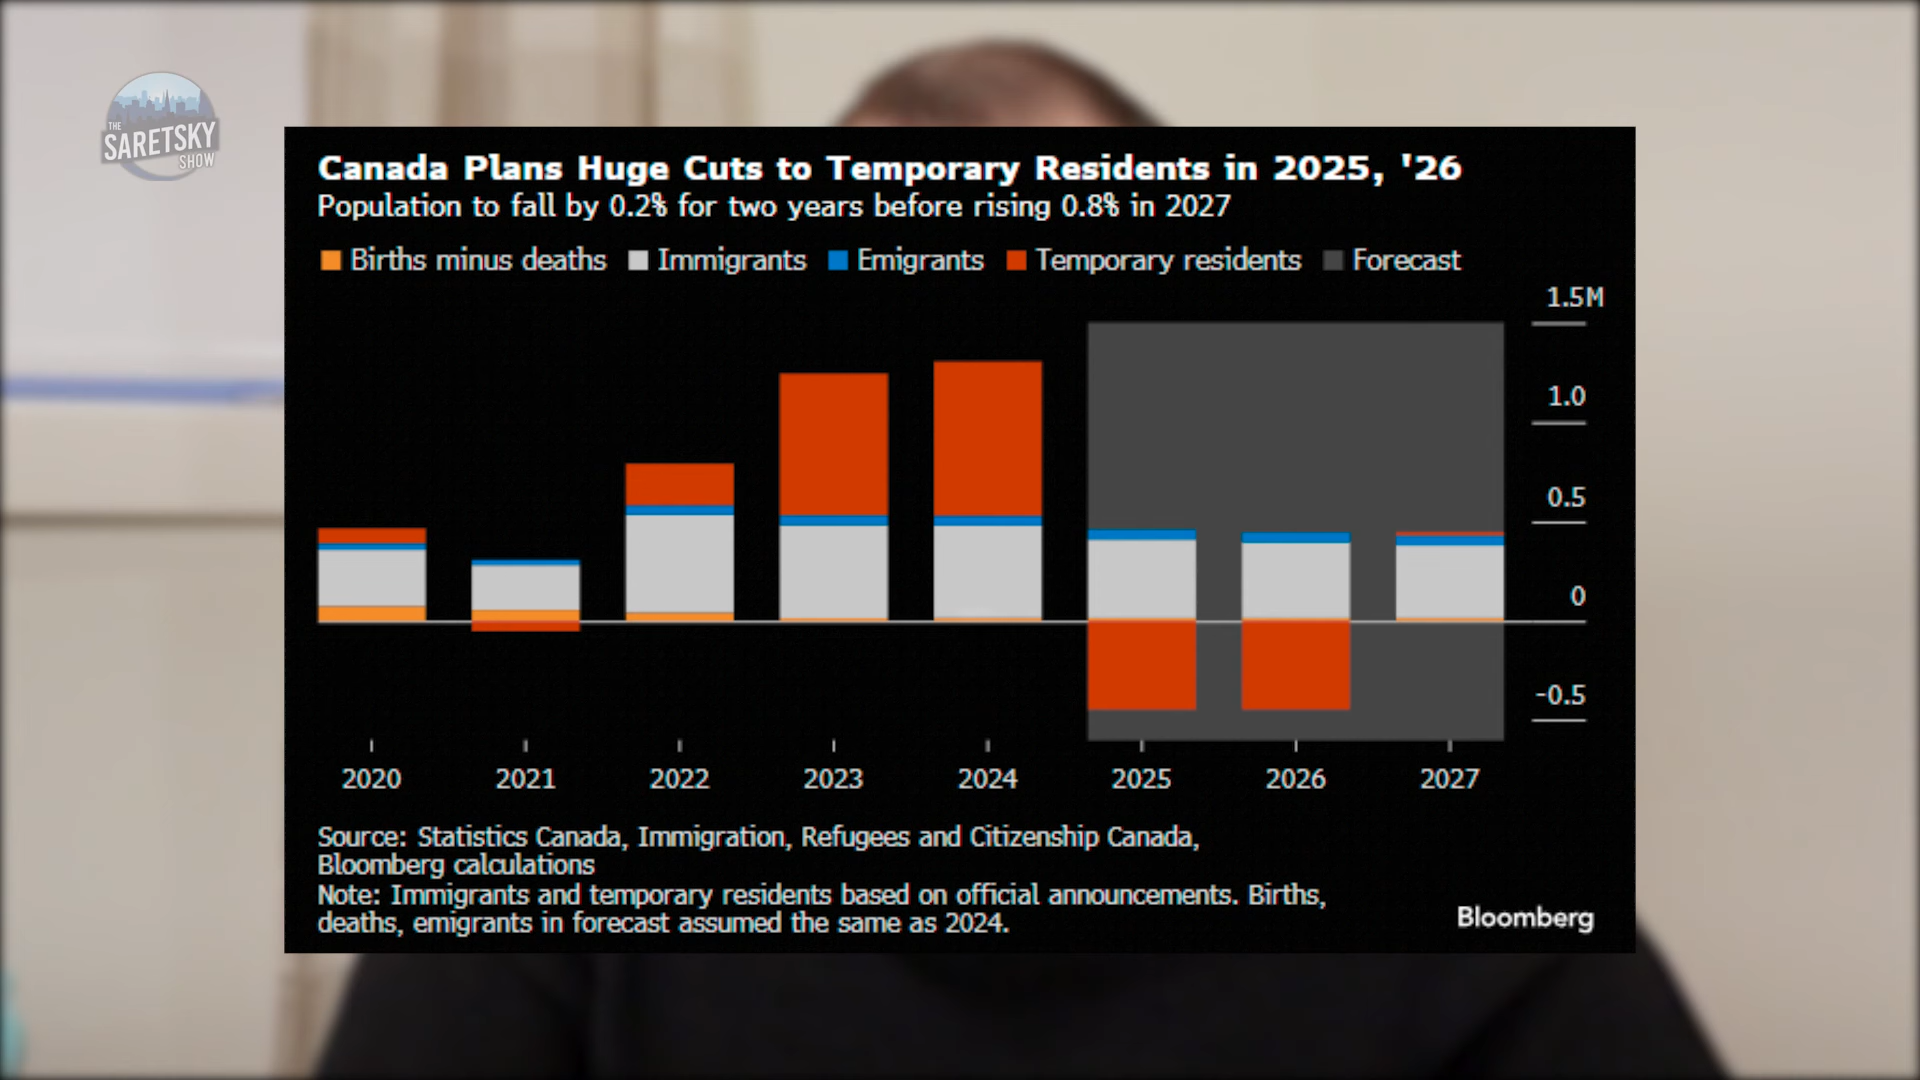 THE
SARETSKY
SHOW
Canada Plans Huge Cuts to Temporary Residents in 2025, '26
Population to fall by 0.2% for two years before rising 0.8% in 2027
Births minus deaths Immigrants Emigrants Temporary residents Forecast
1.5M
1.0
0.5
0
-0.5
2020 2021 2022 2023 2024 2025 2026 2027
Source: Statistics Canada, Immigration, Refugees and Citizenship Canada,
Bloomberg calculations
Note: Immigrants and temporary residents based on official announcements. Births,
deaths, emigrants in forecast assumed the same as 2024.
Bloomberg